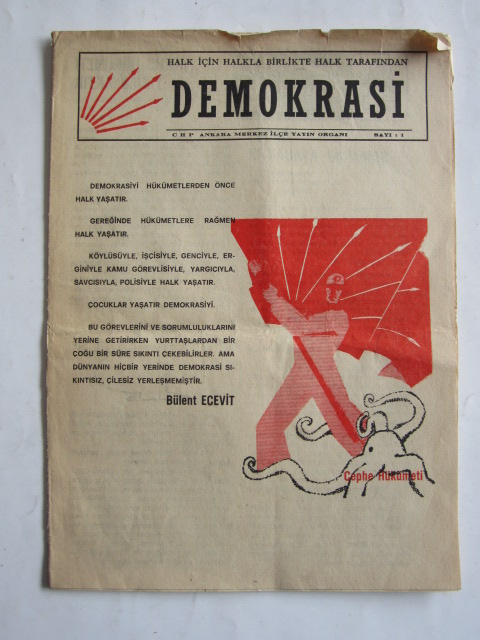 HALK İÇİN HALKLA BİRLİKTE HALK TARAFINDAN
DEMOKRASİ
CHP ANKARA MERKEZ İLÇE YAYIN ORGANI SAYI : 1
DEMOKRASİYİ HÜKÜMETLERDEN ÖNCE
HALK YAŞATIR.
GEREĞİNDE HÜKÜMETLERE RAĞMEN
HALK YAŞATIR.
KÖYLÜSÜYLE, İŞCİSİYLE, GENCİYLE, ER-
GİNİYLE KAMU GÖREVLİSİYLE, YARGICIYLA,
SAVCISIYLA, POLİSİYLE HALK YAŞATIR.
ÇOCUKLAR YAŞATIR DEMOKRASİYİ.
BU GÖREVLERİNİ VE SORUMLULUKLARINI
YERİNE GETİRİRKEN YURTTAŞLARDAN BİR
ÇOĞU BİR SÜRE SIKINTI ÇEKEBİLİRLER. AMA
DÜNYANIN HİÇBİR YERİNDE DEMOKRASİ SI-
KINTISIZ, ÇİLESİZ YERLEŞMEMİŞTİR.
Bülent ECEVİT
Cephe Hükümeti